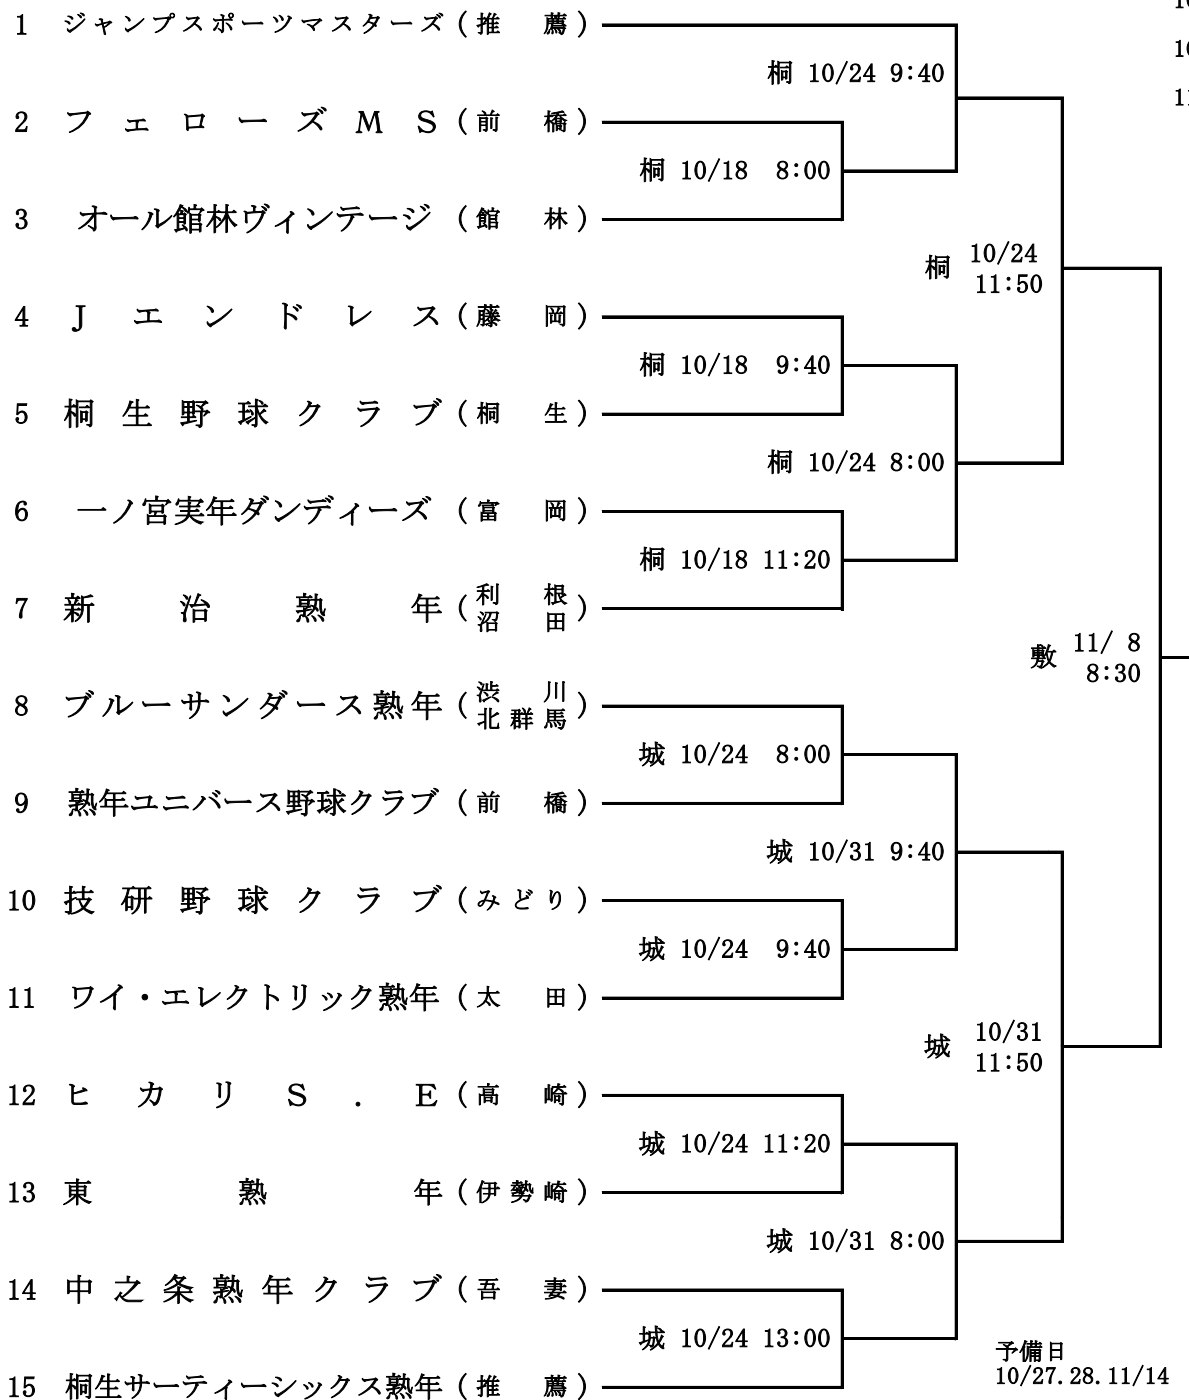 1 ジャンプスポーツマスターズ(推 薦)
桐 10/24 9:40
2 フェローズMS(前 橋)
桐 10/18 8:00
3 オール館林ヴィンテージ(館 林)
桐 10/24
11:50
4 Jエンドレス(藤 岡)
桐 10/18 9:40
5 桐生野球クラブ(桐 生)
桐 10/24 8:00
6 一ノ宮実年ダンディーズ(富 岡)
桐 10/18 11:20
7 新治熟年(利根沼田)
敷 11/ 8
8:30
8 ブルーサンダース熟年(渋川北群馬)
城 10/24 8:00
9 熟年ユニバース野球クラブ(前 橋)
城 10/31 9:40
10 技研野球クラブ(みどり)
城 10/24 9:40
11 ワイ・エレクトリック熟年(太 田)
城 10/31
11:50
12 ヒカリS.E(高 崎)
城 10/24 11:20
13 東熟年(伊勢崎)
城 10/31 8:00
14 中之条熟年クラブ(吾 妻)
城 10/24 13:00
15 桐生サーティーシックス熟年(推 薦)
予備日
10/27.28.11/14